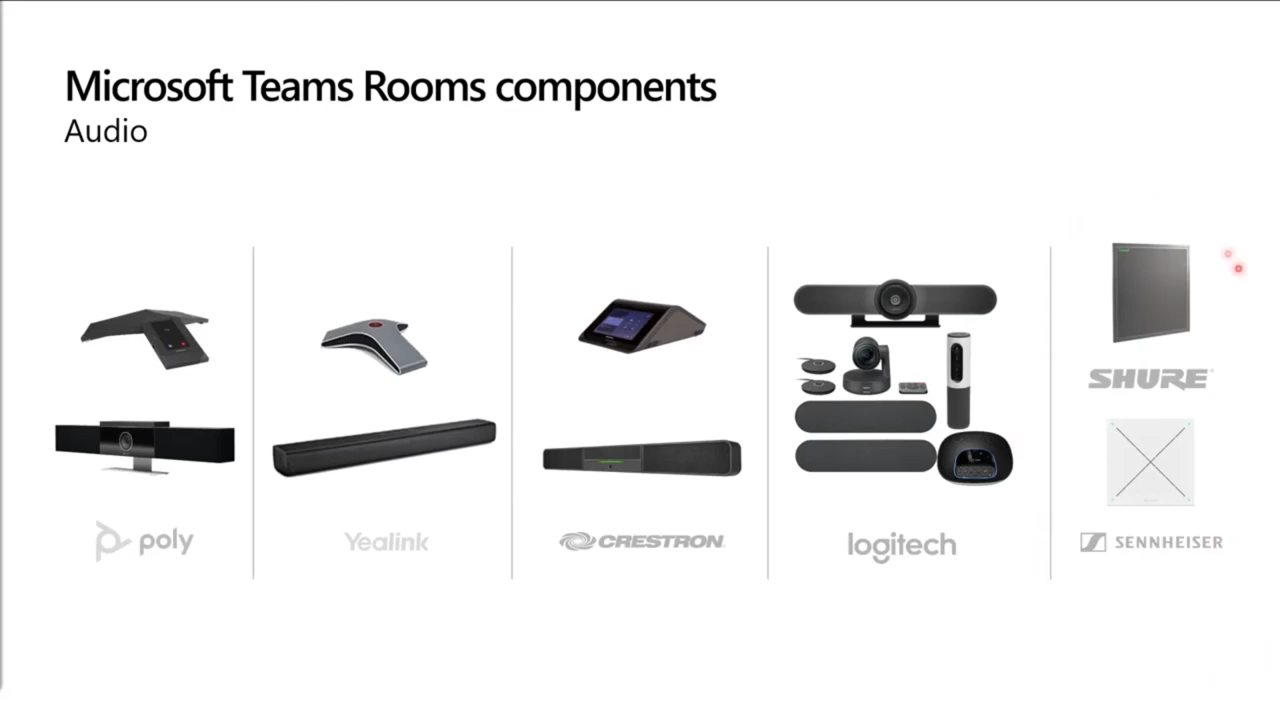 Microsoft Teams Rooms components
Audio
SHURE
poly
Yealink
CRESTRON
logitech
SENNHEISER